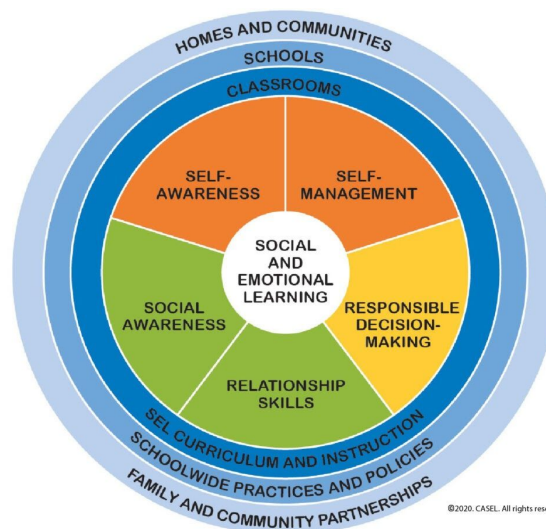 HOMES AND COMMUNITIES
SCHOOLS
CLASSROOMS
SELF-
AWARENESS
SELF-
MANAGEMENT
SOCIAL
AND
EMOTIONAL
LEARNING
SOCIAL
AWARENESS
RESPONSIBLE
DECISION-
MAKING
RELATIONSHIP
SKILLS
SEL CURRICULUM AND INSTRUCTION
SCHOOLWIDE PRACTICES AND POLICIES
FAMILY AND COMMUNITY PARTNERSHIPS
©2020. CASEL. All rights rese